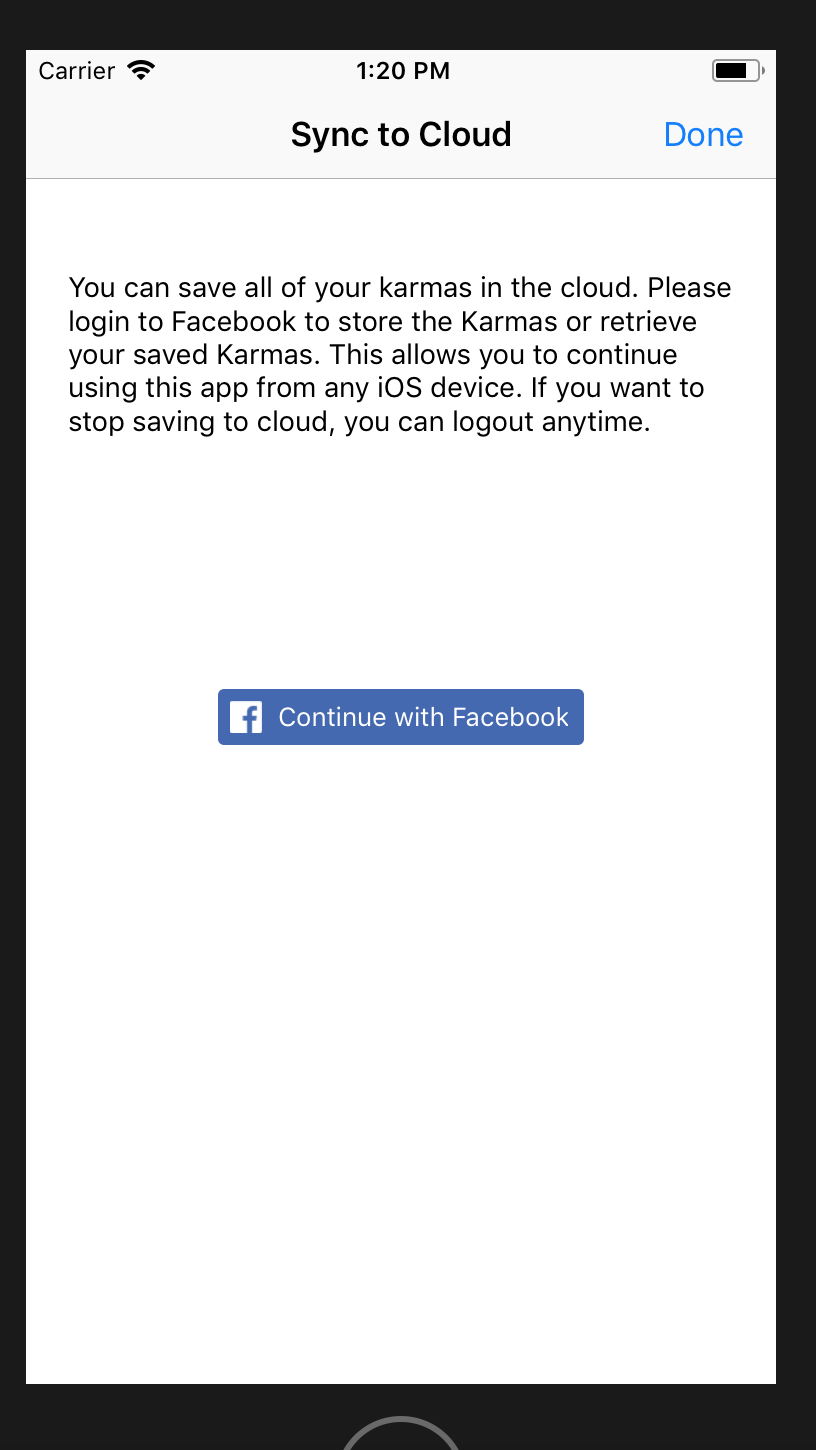 Carrier 1:20 PM
Sync to Cloud Done
You can save all of your karmas in the cloud. Please
login to Facebook to store the Karmas or retrieve
your saved Karmas. This allows you to continue
using this app from any iOS device. If you want to
stop saving to cloud, you can logout anytime.
Continue with Facebook